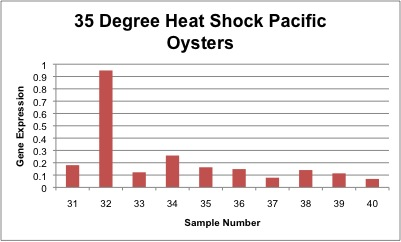 35 Degree Heat Shock Pacific
Oysters
Gene Expression
1
0.9
0.8
0.7
0.6
0.5
0.4
0.3
0.2
0.1
0
31 32 33 34 35 36 37 38 39 40
Sample Number